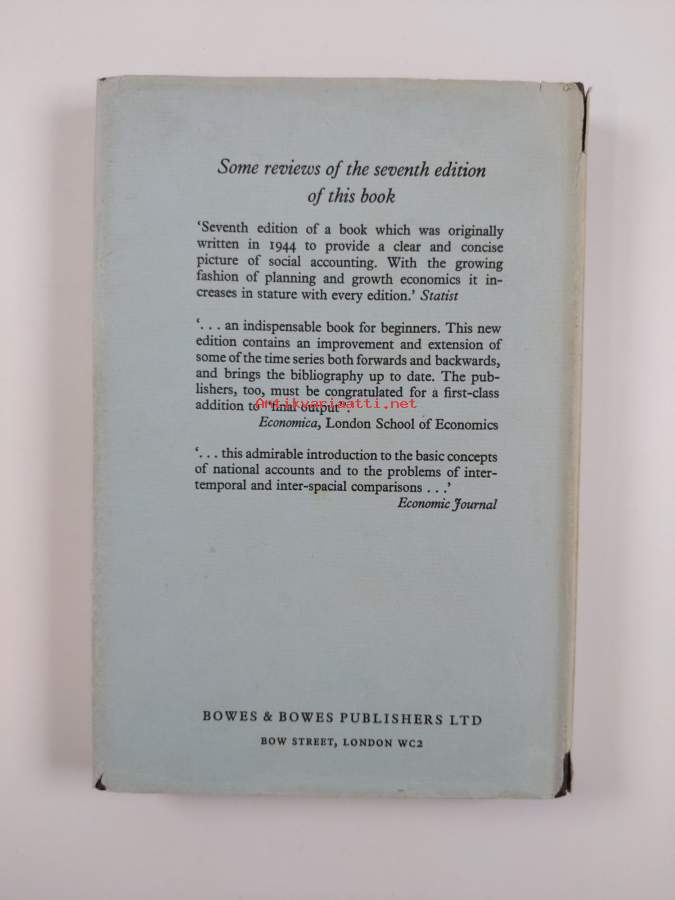 Some reviews of the seventh edition
of this book
‘Seventh edition of a book which was originally
written in 1944 to provide a clear and concise
picture of social accounting. With the growing
fashion of planning and growth economics it in-
creases in stature with every edition.’ Statist
‘. . . an indispensable book for beginners. This new
edition contains an improvement and extension of
some of the time series both forwards and backwards,
and brings the bibliography up to date. The pub-
lishers, too, must be congratulated for a first-class
addition to “final output”.’
Antikvariaatti.net
Economica, London School of Economics
‘. . . this admirable introduction to the basic concepts
of national accounts and to the problems of inter-
temporal and inter-spacial comparisons . . .’
Economic Journal
BOWES & BOWES PUBLISHERS LTD
BOW STREET, LONDON WC2